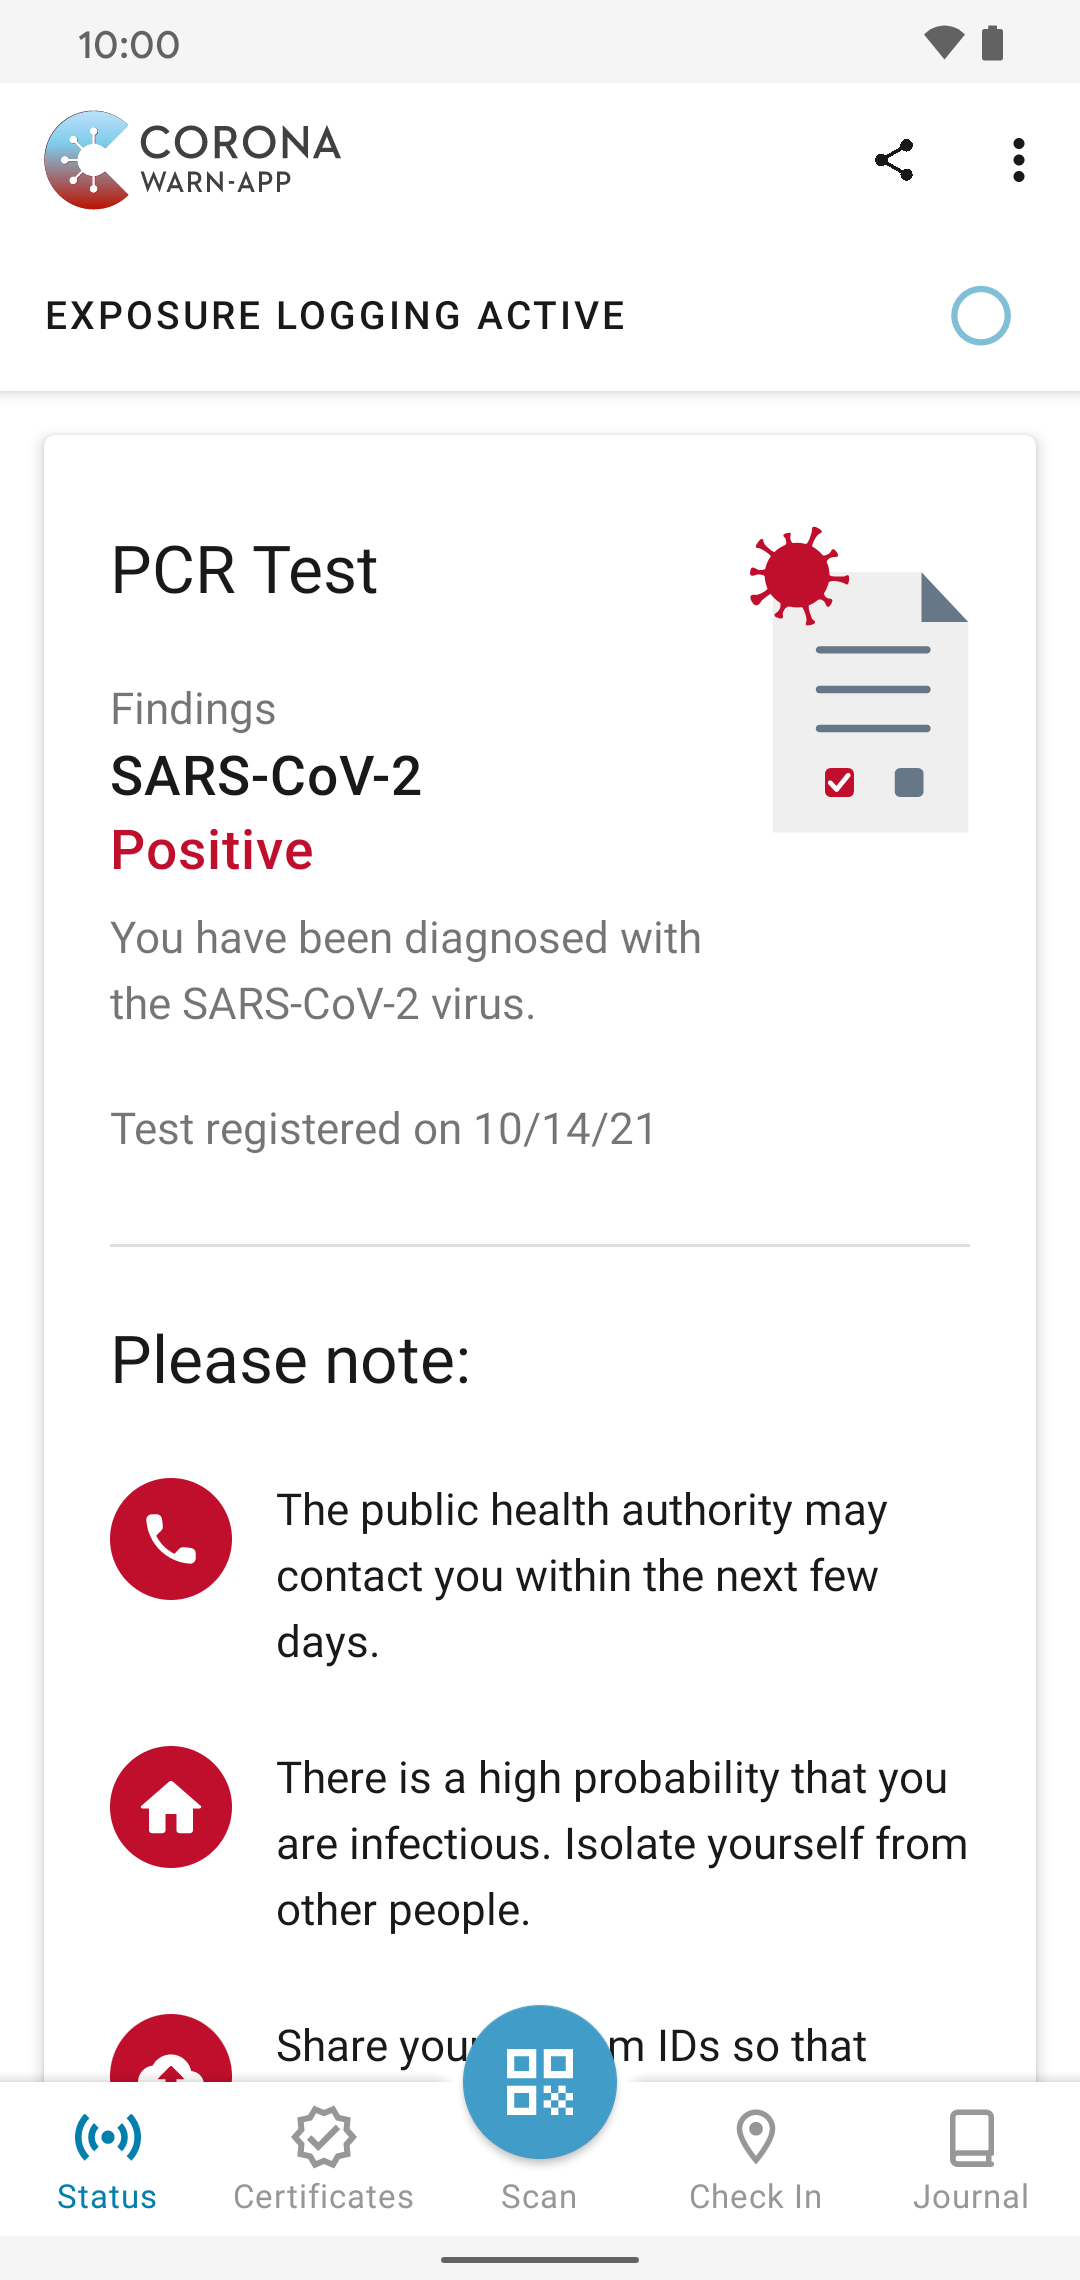 10:00
CORONA
WARN-APP
EXPOSURE LOGGING ACTIVE
PCR Test
Findings
SARS-CoV-2
Positive
You have been diagnosed with
the SARS-CoV-2 virus.
Test registered on 10/14/21
Please note:
The public health authority may
contact you within the next few
days.
There is a high probability that you
are infectious. Isolate yourself from
other people.
Share IDs so that
Status
Certificates
Scan
Check In
Journal